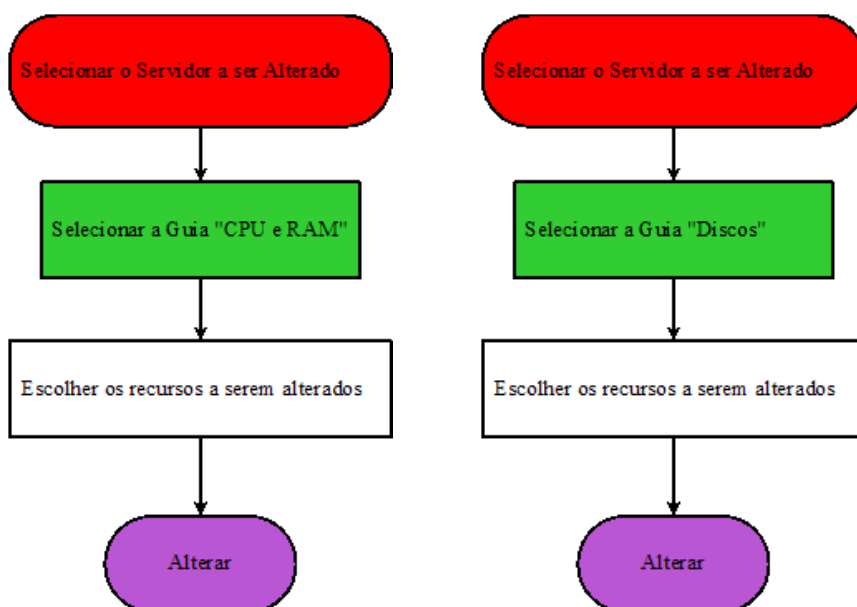 Selecionar o Servidor a ser Alterado
Selecionar a Guia "CPU e RAM"
Escolher os recursos a serem alterados
Alterar
Selecionar o Servidor a ser Alterado
Selecionar a Guia "Discos"
Escolher os recursos a serem alterados
Alterar